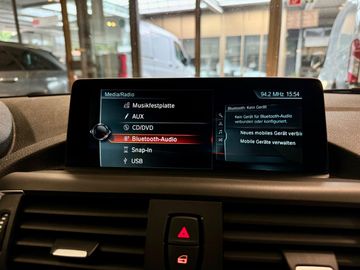 Media/Radio
94.2 MHz 15:54
Musikfestplatte
AUX
CD/DVD
Bluetooth-Audio
Snap-in
USB
Bluetooth: Kein Gerät
Kein Gerät für Bluetooth-Audio
verbunden oder konfiguriert.
Neues mobiles Gerät verbi
Mobile Geräte verwalten